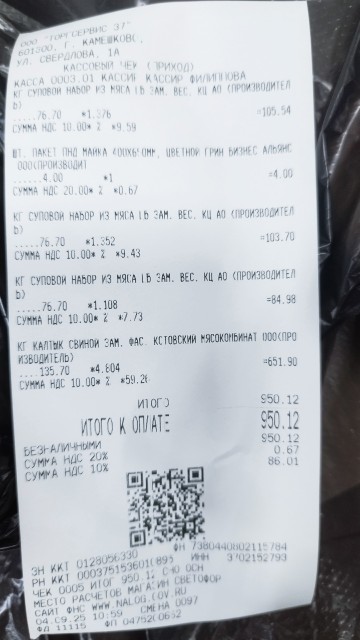 ООО "ТОРГСЕРВИС 37"
601300, Г. КАМЕШКОВО,
УЛ. СВЕРДЛОВА, 1А
КАССОВЫЙ ЧЕК (ПРИХОД)
КАССА 0003.01 КАССИР КАССИР ФИЛИППОВА
КГ СУПОВОЙ НАБОР ИЗ МЯСА ЦБ ЗАМ. ВЕС. КЦ АО (ПРОИЗВОДИТЕЛ
Ь)
.....76.70 *1.376 =105.54
СУММА НДС 10.00% Σ *9.59
ШТ. ПАКЕТ ПНД МАЙКА 400Х650ММ, ЦВЕТНОЙ ГРИН БИЗНЕС АЛЬЯНС
ООО(ПРОИЗВОДИТ
......4.00 *1 =4.00
СУММА НДС 20.00% Σ *0.67
КГ СУПОВОЙ НАБОР ИЗ МЯСА ЦБ ЗАМ. ВЕС. КЦ АО (ПРОИЗВОДИТЕЛ
Ь)
.....76.70 *1.352 =103.70
СУММА НДС 10.00% Σ *9.43
КГ СУПОВОЙ НАБОР ИЗ МЯСА ЦБ ЗАМ. ВЕС. КЦ АО (ПРОИЗВОДИТЕЛ
Ь)
.....76.70 *1.108 =84.98
СУММА НДС 10.00% Σ *7.73
КГ КАЛТЫК СВИНОЙ ЗАМ. ФАС. КСТОВСКИЙ МЯСОКОМБИНАТ ООО(ПРО
ИЗВОДИТЕЛЬ)
....135.70 *4.804 =651.90
СУММА НДС 10.00% Σ *59.26
ИТОГО 950.12
ИТОГО К ОПЛАТЕ 950.12
БЕЗНАЛИЧНЫМИ 950.12
СУММА НДС 20% 0.67
СУММА НДС 10% 86.01
ЗН ККТ 0128056330 ФН 7380440802115784
РН ККТ 0003751536010895 ИНН 3702152793
ЧЕК 0005 ИТОГ 950.12 СНО ОСН
МЕСТО РАСЧЕТОВ МАГАЗИН СВЕТОФОР
САЙТ ФНС WWW.NALOG.GOV.RU
04.09.25 10:59 СМЕНА 0097
ФД 11115 ФП 0475200652